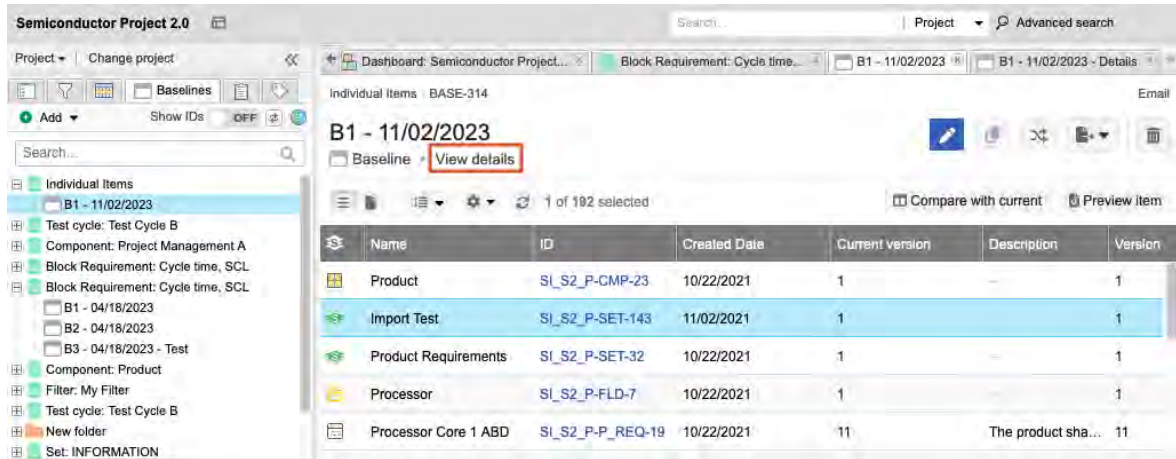 Semiconductor Project 2.0
Search... Project Advanced search
Project Change project
Dashboard: Semiconductor Project... Block Requirement: Cycle time... B1 - 11/02/2023 B1 - 11/02/2023 - Details
Baselines
Add Show IDs OFF
Search...
Individual Items
B1 - 11/02/2023
Test cycle: Test Cycle B
Component: Project Management A
Block Requirement: Cycle time, SCL
Block Requirement: Cycle time, SCL
B1 - 04/18/2023
B2 - 04/18/2023
B3 - 04/18/2023 - Test
Component: Product
Filter: My Filter
Test cycle: Test Cycle B
New folder
Set: INFORMATION
Individual Items BASE-314 Email
B1 - 11/02/2023
Baseline View details
1 of 192 selected Compare with current Preview item
Name ID Created Date Current version Description Version
Product SI_S2_P-CMP-23 10/22/2021 1 1
Import Test SI_S2_P-SET-143 11/02/2021 1 1
Product Requirements SI_S2_P-SET-32 10/22/2021 1 1
Processor SI_S2_P-FLD-7 10/22/2021 1 1
Processor Core 1 ABD SI_S2_P-P_REQ-19 10/22/2021 11 The product sha... 11